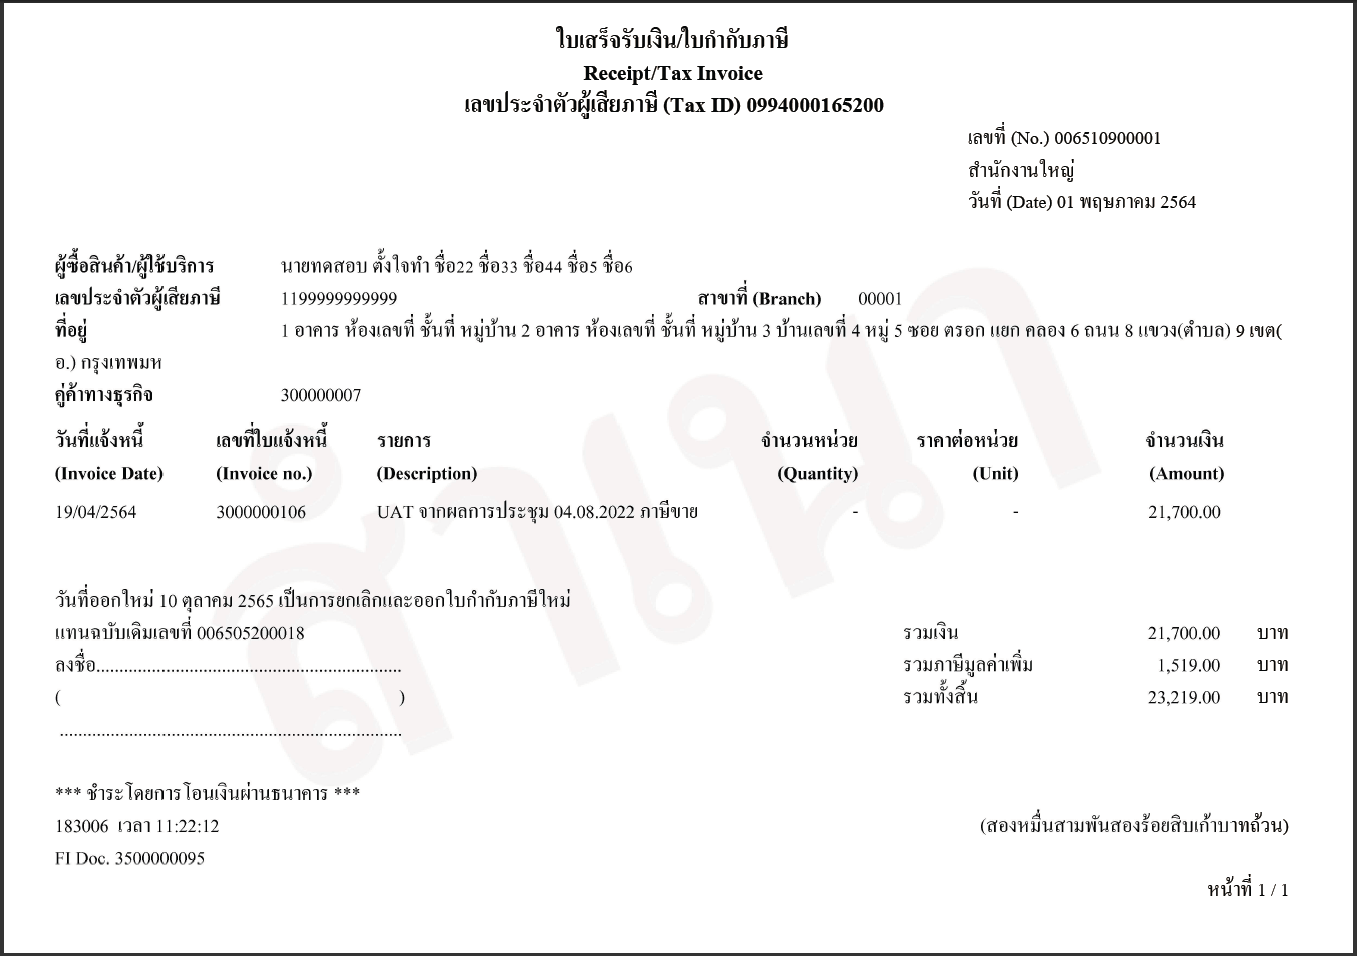 ใบเสร็จรับเงิน/ใบกำกับภาษี
Receipt/Tax Invoice
เลขประจำตัวผู้เสียภาษี (Tax ID) 0994000165200
เลขที่ (No.) 006510900001
สำนักงานใหญ่
วันที่ (Date) 01 พฤษภาคม 2564
ผู้ซื้อสินค้า/ผู้ใช้บริการ นายทดสอบ ตั้งใจทำ ชื่อ22 ชื่อ33 ชื่อ44 ชื่อ5 ชื่อ6
เลขประจำตัวผู้เสียภาษี 1199999999999 สาขาที่ (Branch) 00001
ที่อยู่ 1 อาคาร ห้องเลขที่ ชั้นที่ หมู่บ้าน 2 อาคาร ห้องเลขที่ ชั้นที่ หมู่บ้าน 3 บ้านเลขที่ 4 หมู่ 5 ซอย ตรอก แยก คลอง 6 ถนน 8 แขวง(ตำบล) 9 เขต(
อ.) กรุงเทพมห
คู่ค้าทางธุรกิจ 300000007
วันที่แจ้งหนี้ เลขที่ใบแจ้งหนี้ รายการ จำนวนหน่วย ราคาต่อหน่วย จำนวนเงิน
(Invoice Date) (Invoice no.) (Description) (Quantity) (Unit) (Amount)
19/04/2564 3000000106 UAT จากผลการประชุม 04.08.2022 ภาษีขาย - - 21,700.00
สำเนา
วันที่ออกใหม่ 10 ตุลาคม 2565 เป็นการยกเลิกและออกใบกำกับภาษีใหม่
แทนฉบับเดิมเลขที่ 006505200018 รวมเงิน 21,700.00 บาท
ลงชื่อ.................................................................. รวมภาษีมูลค่าเพิ่ม 1,519.00 บาท
( ) รวมทั้งสิ้น 23,219.00 บาท
..........................................................................
*** ชำระโดยการโอนเงินผ่านธนาคาร ***
183006 เวลา 11:22:12 (สองหมื่นสามพันสองร้อยสิบเก้าบาทถ้วน)
FI Doc. 3500000095
หน้าที่ 1 / 1